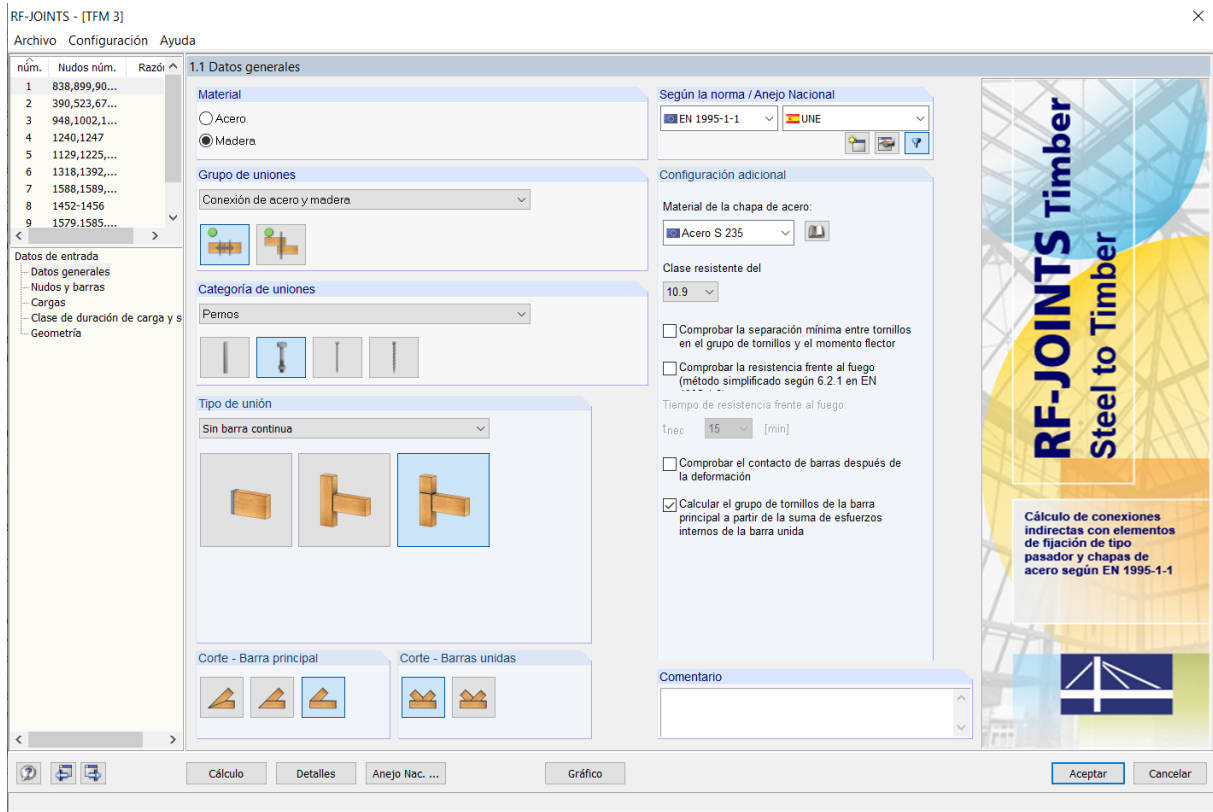 RF-JOINTS - [TFM 3]
Archivo Configuración Ayuda
núm. Nudos núm. Razó
1 838,899,90...
2 390,523,67...
3 948,1002,1...
4 1240,1247
5 1129,1225,...
6 1318,1392,...
7 1588,1589,...
8 1452-1456
9 1579.1585....
Datos de entrada
Datos generales
Nudos y barras
Cargas
Clase de duración de carga y s
Geometría
1.1 Datos generales
Material
Acero
Madera
Grupo de uniones
Conexión de acero y madera
Categoría de uniones
Pernos
Tipo de unión
Sin barra continua
Corte - Barra principal
Corte - Barras unidas
Según la norma / Anejo Nacional
EN 1995-1-1
UNE
Configuración adicional
Material de la chapa de acero:
Acero S 235
Clase resistente del
10.9
Comprobar la separación mínima entre tornillos
en el grupo de tornillos y el momento flector
Comprobar la resistencia frente al fuego
(método simplificado según 6.2.1 en EN
Tiempo de resistencia frente al fuego:
tnec 15 [min]
Comprobar el contacto de barras después de
la deformación
Calcular el grupo de tornillos de la barra
principal a partir de la suma de esfuerzos
internos de la barra unida
Comentario
RF-JOINTS Timber
Steel to Timber
Cálculo de conexiones
indirectas con elementos
de fijación de tipo
pasador y chapas de
acero según EN 1995-1-1
Cálculo
Detalles
Anejo Nac. ...
Gráfico
Aceptar
Cancelar